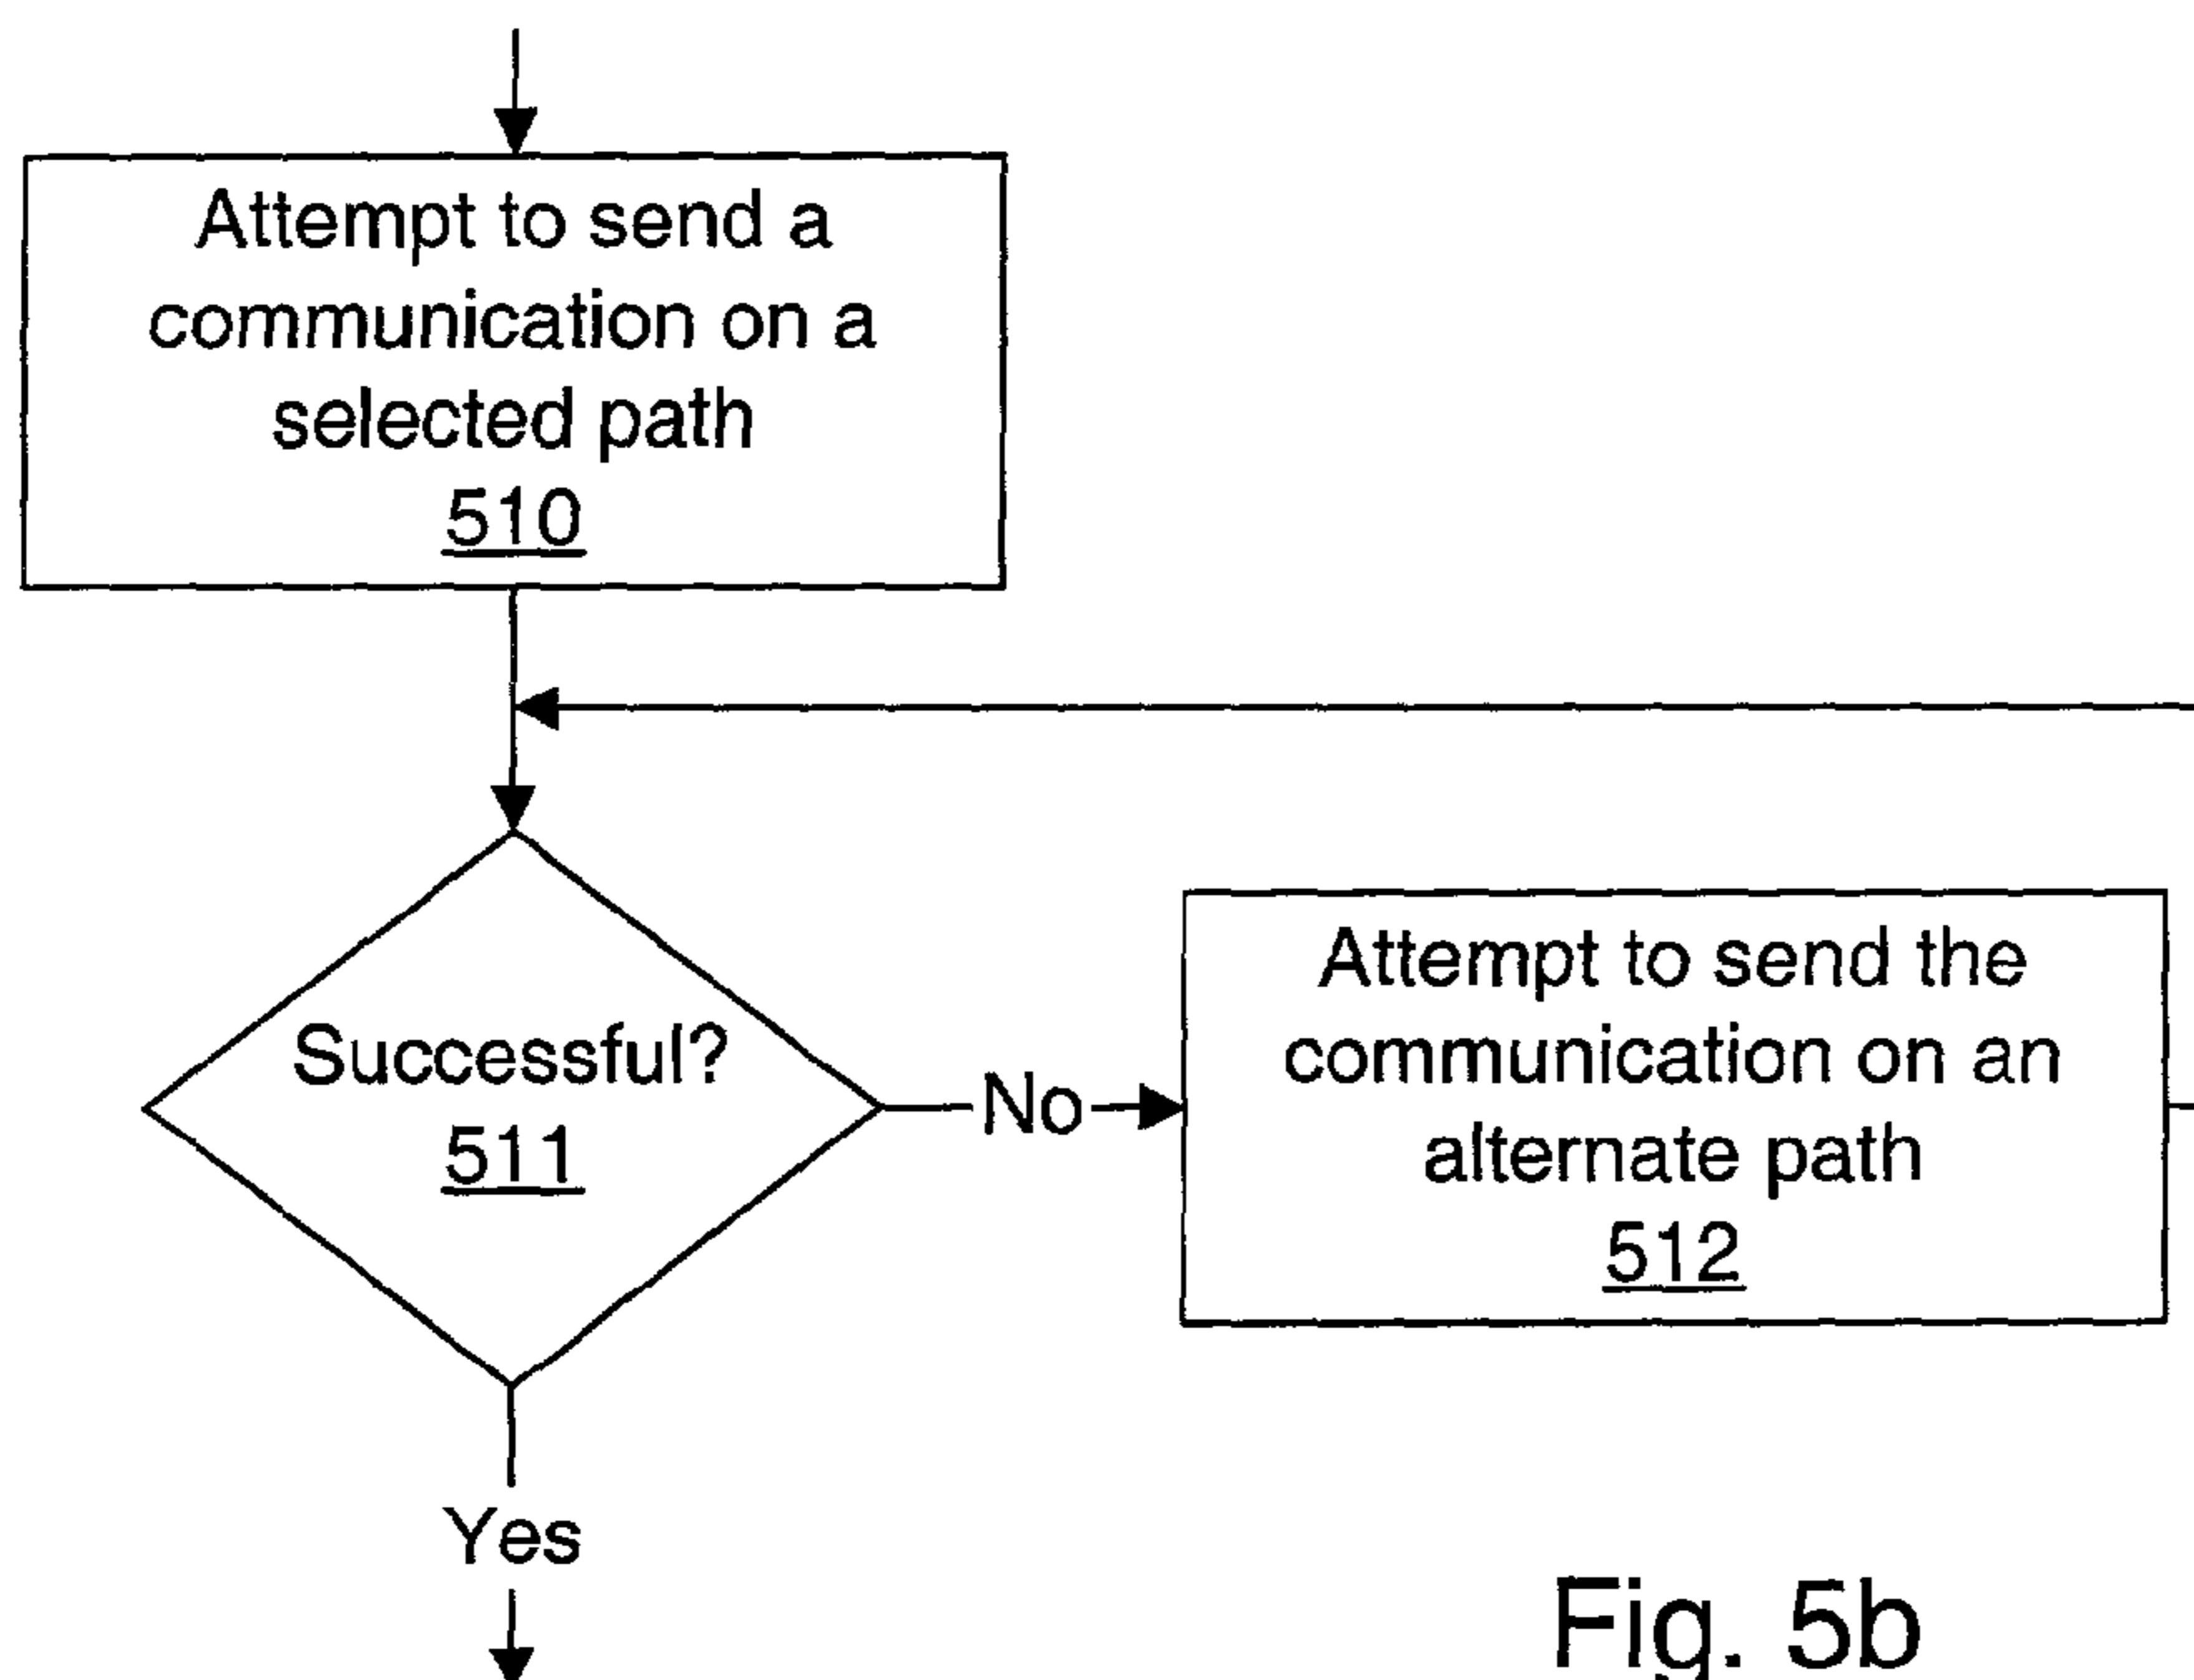 Attempt to send a
communication on a
selected path
510
Successful?
511
No
Attempt to send the
communication on an
alternate path
512
Yes
Fig. 5b